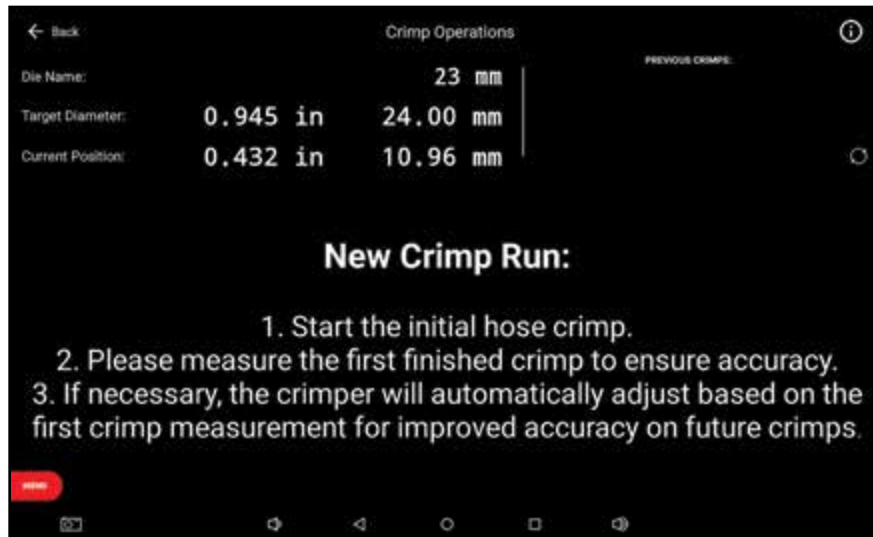 Back
Crimp Operations
PREVIOUS CRIMPS:
Die Name: 23 mm
Target Diameter: 0.945 in 24.00 mm
Current Position: 0.432 in 10.96 mm
New Crimp Run:
1. Start the initial hose crimp.
2. Please measure the first finished crimp to ensure accuracy.
3. If necessary, the crimper will automatically adjust based on the
first crimp measurement for improved accuracy on future crimps.